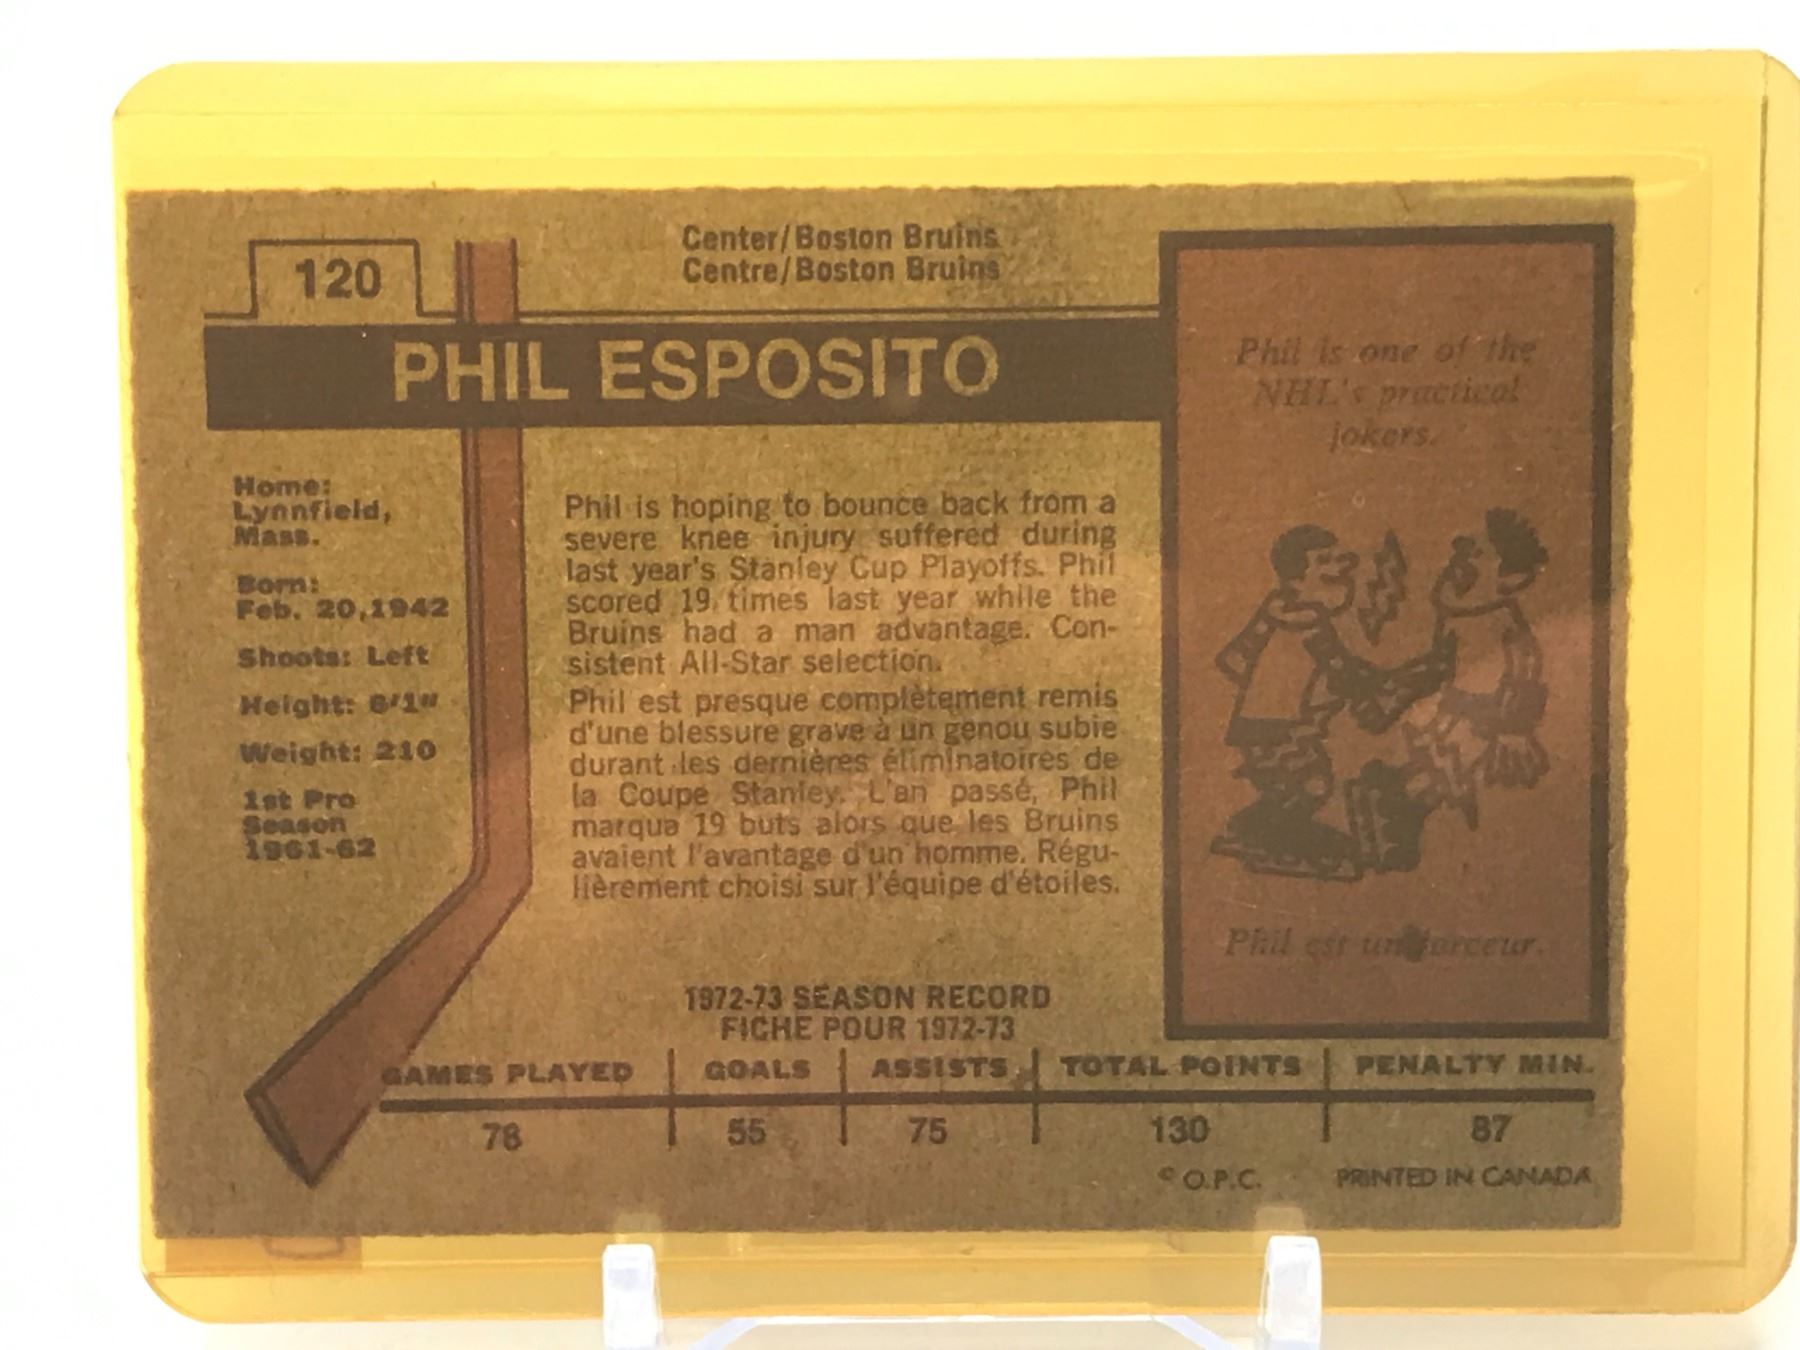 120
Center/Boston Bruins
Centre/Boston Bruins
PHIL ESPOSITO
Home:
Lynnfield,
Mass.
Born:
Feb. 20,1942
Shoots: Left
Height: 6'1"
Weight: 210
1st Pro
Season
1961-62
Phil is hoping to bounce back from a
severe knee injury suffered during
last year's Stanley Cup Playoffs. Phil
scored 19 times last year while the
Bruins had a man advantage. Con-
sistent All-Star selection.
Phil est presque complètement remis
d'une blessure grave à un genou subie
durant les dernières éliminatoires de
la Coupe Stanley. L'an passé, Phil
marqua 19 buts alors que les Bruins
avaient l'avantage d'un homme. Régu-
lièrement choisi sur l'équipe d'étoiles.
Phil is one of the
NHL's practical
jokers.
Phil est un farceur.
1972-73 SEASON RECORD
FICHE POUR 1972-73
GAMES PLAYED GOALS ASSISTS TOTAL POINTS PENALTY MIN.
78 55 75 130 87
© O.P.C. PRINTED IN CANADA